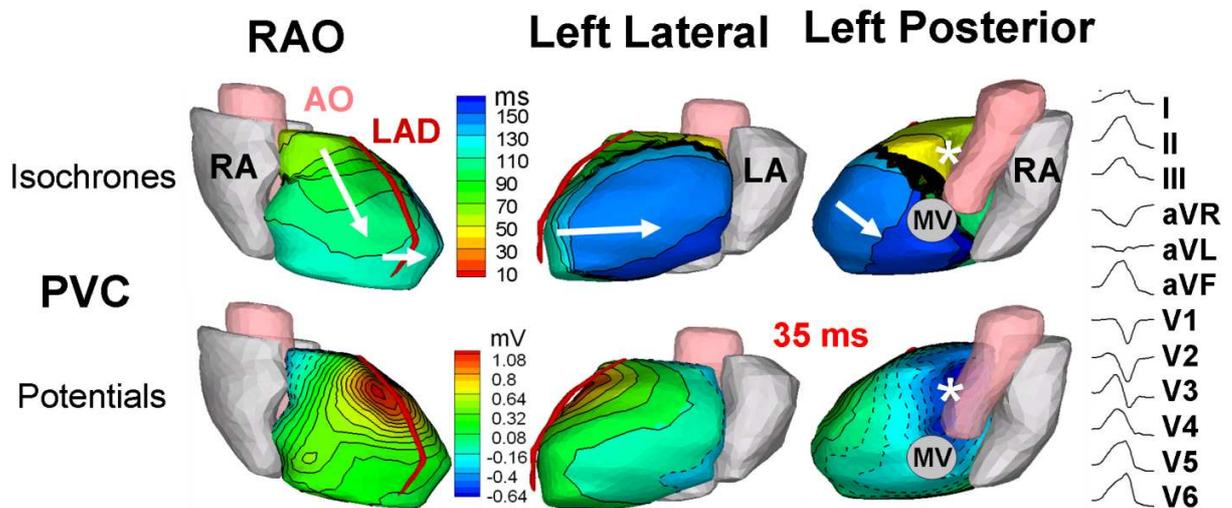 RAO
Left Lateral
Left Posterior
AO
LAD
RA
ms
150
130
110
90
70
50
30
10
LA
*
MV
RA
Isochrones
PVC
Potentials
mV
1.08
0.8
0.64
0.32
0.08
-0.16
-0.4
-0.64
35 ms
*
MV
I
II
III
aVR
aVL
aVF
V1
V2
V3
V4
V5
V6